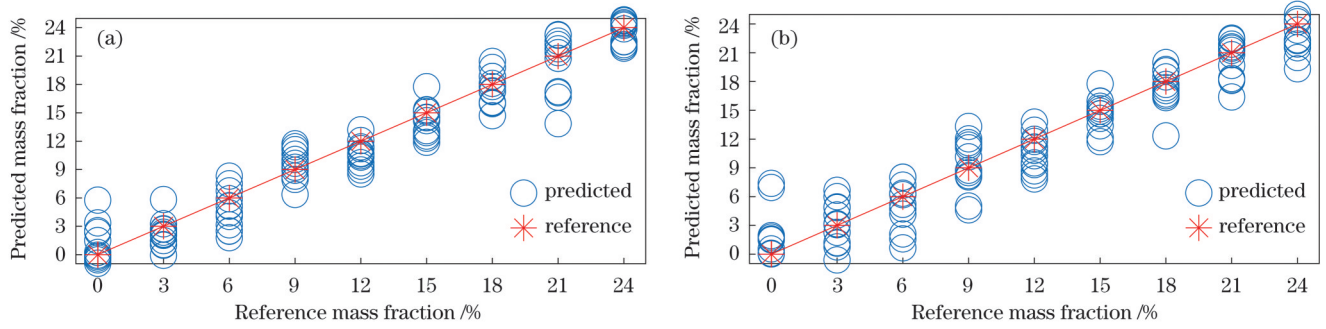 (a)
Predicted mass fraction /%
24
21
18
15
12
9
6
3
0
predicted
reference
0 3 6 9 12 15 18 21 24
Reference mass fraction /%
(b)
Predicted mass fraction /%
24
21
18
15
12
9
6
3
0
predicted
reference
0 3 6 9 12 15 18 21 24
Reference mass fraction /%